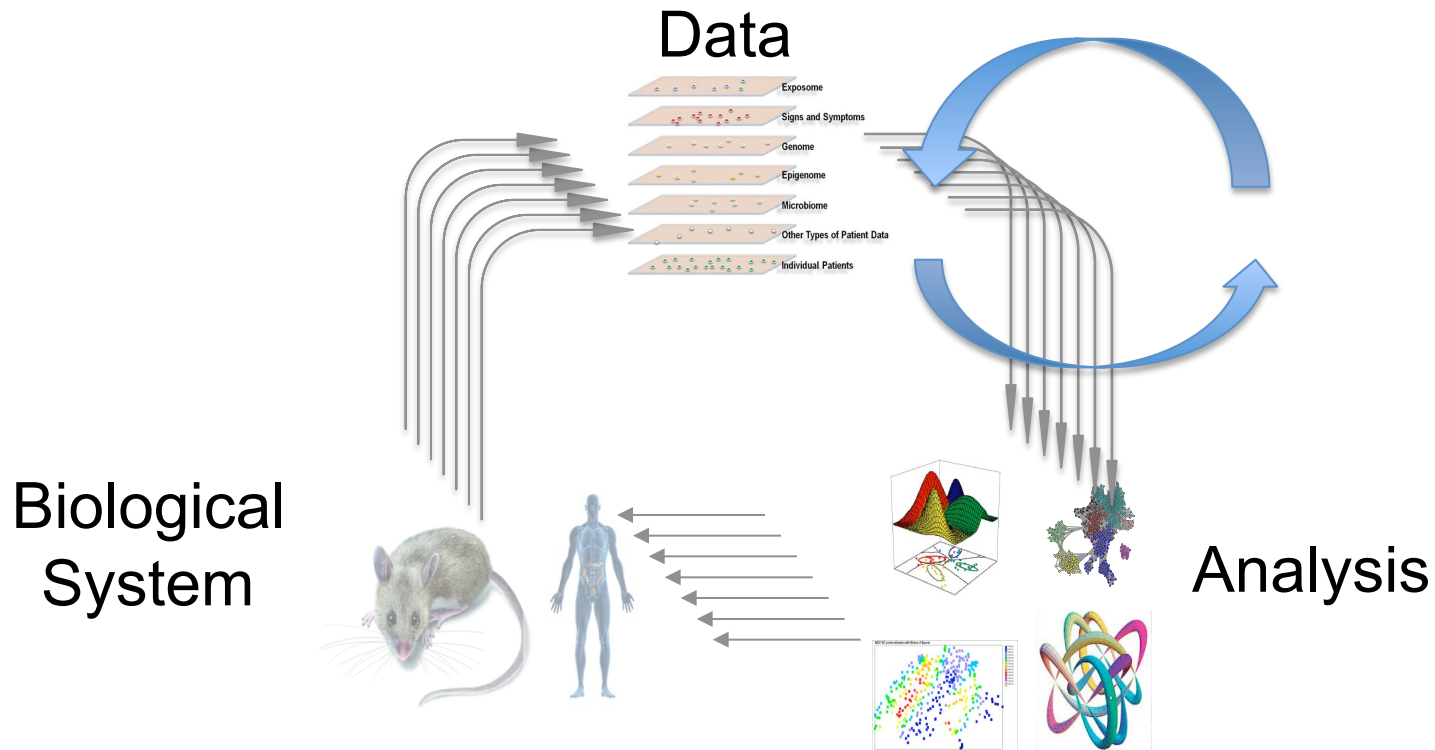 Data
Exposome
Signs and Symptoms
Genome
Epigenome
Microbiome
Other Types of Patient Data
Individual Patients
Biological
System
Analysis